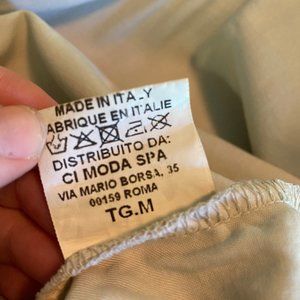 MADE IN ITALY
FABRIQUE EN ITALIE
DISTRIBUITO DA:
CI MODA SPA
VIA MARIO BORSA, 35
00159 ROMA
TG.M